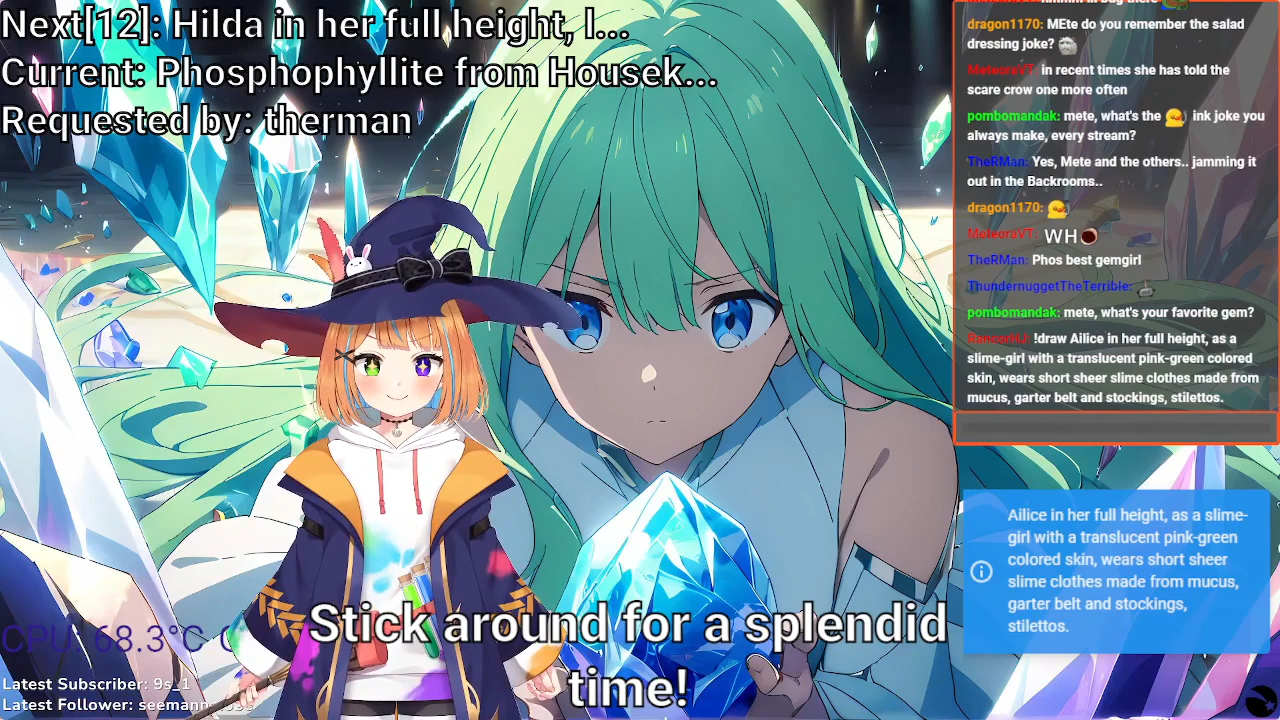 Next[12]: Hilda in her full height, l...
Current: Phosphophyllite from Housek...
Requested by: therman
dragon1170: MEte do you remember the salad
dressing joke?
MeteoraVT: in recent times she has told the
scare crow one more often
pombomandak: mete, what's the ink joke you
always make, every stream?
TheRMan: Yes, Mete and the others.. jamming it
out in the Backrooms..
dragon1170:
MeteoraVT: WH
TheRMan: Phos best gemgirl
ThundernuggetTheTerrible:
pombomandak: mete, what's your favorite gem?
!draw Ailice in her full height, as a
slime-girl with a translucent pink-green colored
skin, wears short sheer slime clothes made from
mucus, garter belt and stockings, stilettos.
Ailice in her full height, as a slime-
girl with a translucent pink-green
colored skin, wears short sheer
slime clothes made from mucus,
garter belt and stockings,
stilettos.
Stick around for a splendid
time!
CPU: 68.3°C
Latest Subscriber: 9s_1
Latest Follower: seemann